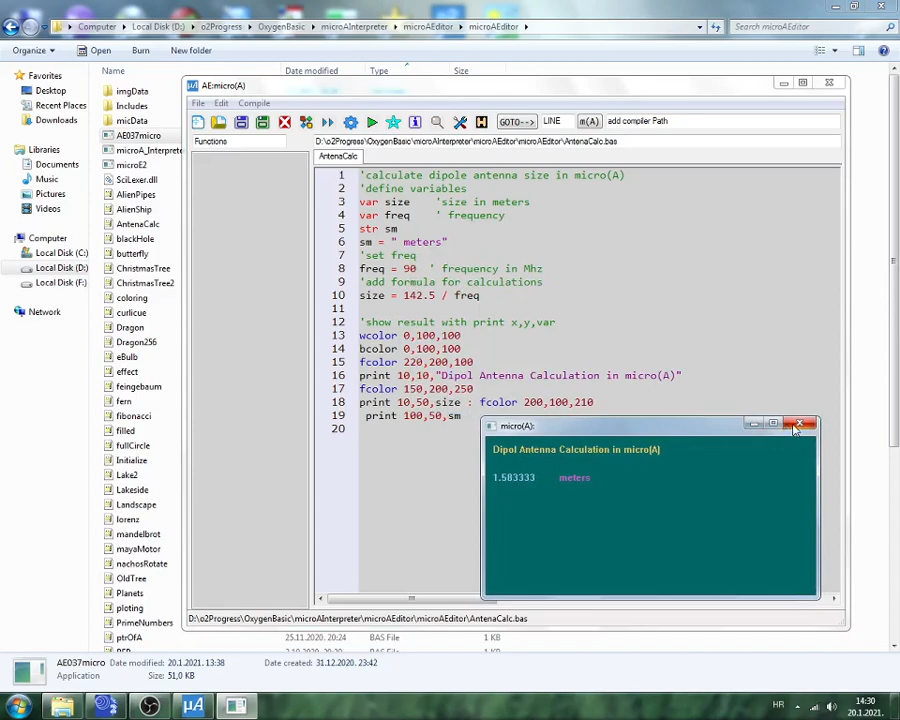 Computer ▸ Local Disk (D:) ▸ o2Progress ▸ OxygenBasic ▸ microAInterpreter ▸ microAEditor ▸ microAEditor ▸
Search microAEditor
Organize Open Burn New folder
Favorites
Desktop
Recent Places
Downloads
Libraries
Documents
Music
Pictures
Videos
Computer
Local Disk (C:)
Local Disk (D:)
Local Disk (F:)
Network
Name Date modified Type Size
imgData
Includes
micData
AE037micro
microA_Interprete
microE2
SciLexer.dll
AlienPipes
AlienShip
AntenaCalc
blackHole
butterfly
ChristmasTree
ChristmasTree2
coloring
curlicue
Dragon
Dragon256
eBulb
effect
feingebaum
fern
fibonacci
filled
fullCircle
Initialize
Lake2
Lakeside
Landscape
lorenz
mandelbrot
mayaMotor
nachosRotate
OldTree
Planets
ploting
PrimeNumbers
ptrOfA
25.11.2020. 20:24 BAS File 1 KB
BAS File 1 KB
AE:micro(A)
File Edit Compile
GOTO--> LINE m(A) add compiler Path
Functions
D:\o2Progress\OxygenBasic\microAInterpreter\microAEditor\microAEditor\AntenaCalc.bas
AntenaCalc
1 'calculate dipole antenna size in micro(A)
2 'define variables
3 var size 'size in meters
4 var freq ' frequency
5 str sm
6 sm = " meters"
7 'set freq
8 freq = 90 ' frequency in Mhz
9 'add formula for calculations
10 size = 142.5 / freq
11
12 'show result with print x,y,var
13 wcolor 0,100,100
14 bcolor 0,100,100
15 fcolor 220,200,100
16 print 10,10,"Dipol Antenna Calculation in micro(A)"
17 fcolor 150,200,250
18 print 10,50,size : fcolor 200,100,210
19 print 100,50,sm
20
micro(A):
Dipol Antenna Calculation in micro(A)
1.583333 meters
D:\o2Progress\OxygenBasic\microAInterpreter\microAEditor\microAEditor\AntenaCalc.bas
AE037micro Date modified: 20.1.2021. 13:38 Date created: 31.12.2020. 23:42
Application Size: 51,0 KB
µA
HR
14:30
20.1.2021.